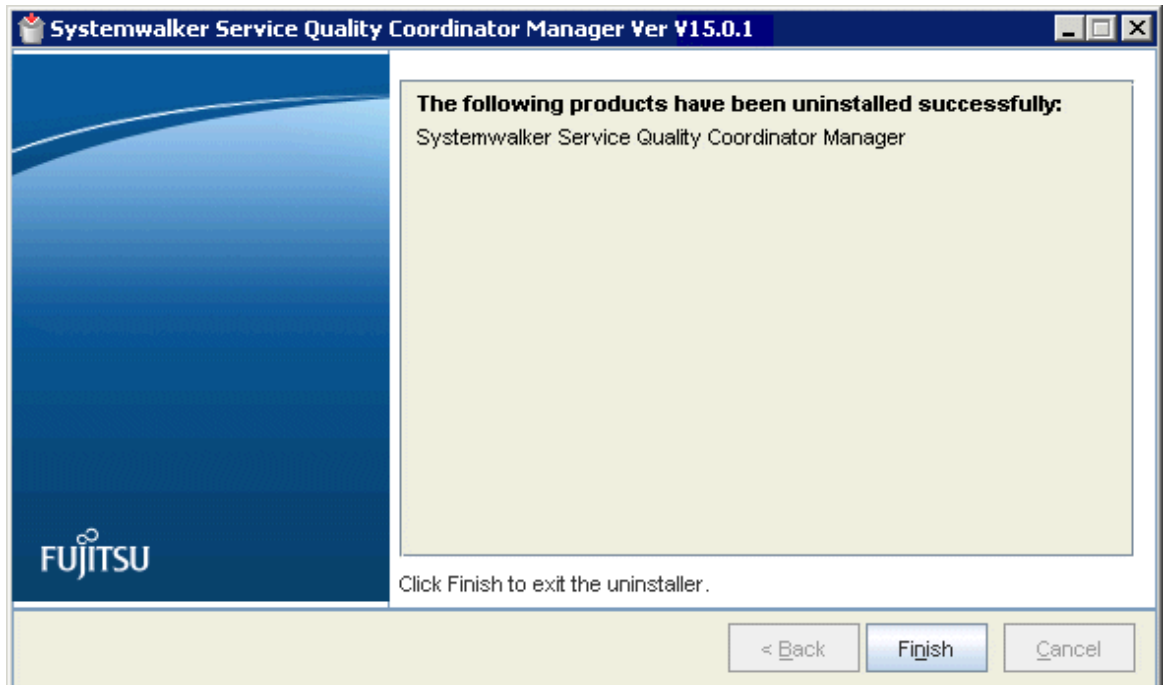 Systemwalker Service Quality Coordinator Manager Ver V15.0.1
The following products have been uninstalled successfully:
Systemwalker Service Quality Coordinator Manager
FUJITSU
Click Finish to exit the uninstaller.
< Back
Finish
Cancel